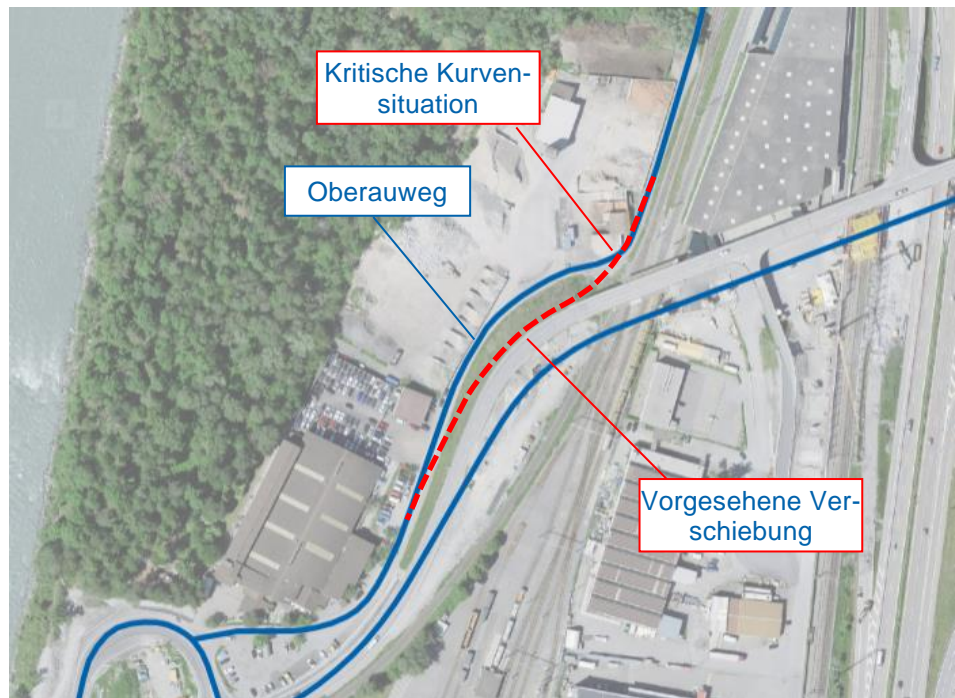 Kritische Kurven-
situation
Oberauweg
Vorgesehene Ver-
schiebung